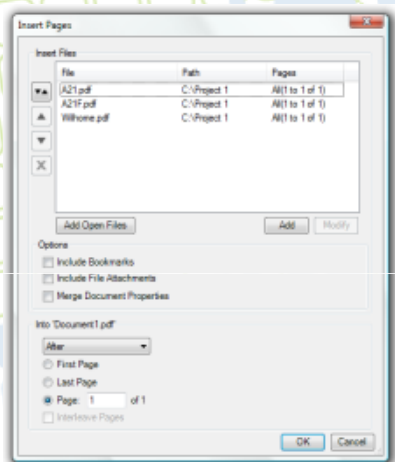 Insert Pages
Insert Files
File Path Pages
A21.pdf C:\Project 1 All(1 to 1 of 1)
A21F.pdf C:\Project 1 All(1 to 1 of 1)
Wilhome.pdf C:\Project 1 All(1 to 1 of 1)
Add Open Files Add Modify
Options
Include Bookmarks
Include File Attachments
Merge Document Properties
Into 'Document1.pdf'
After
First Page
Last Page
Page: 1 of 1
Interleave Pages
OK Cancel